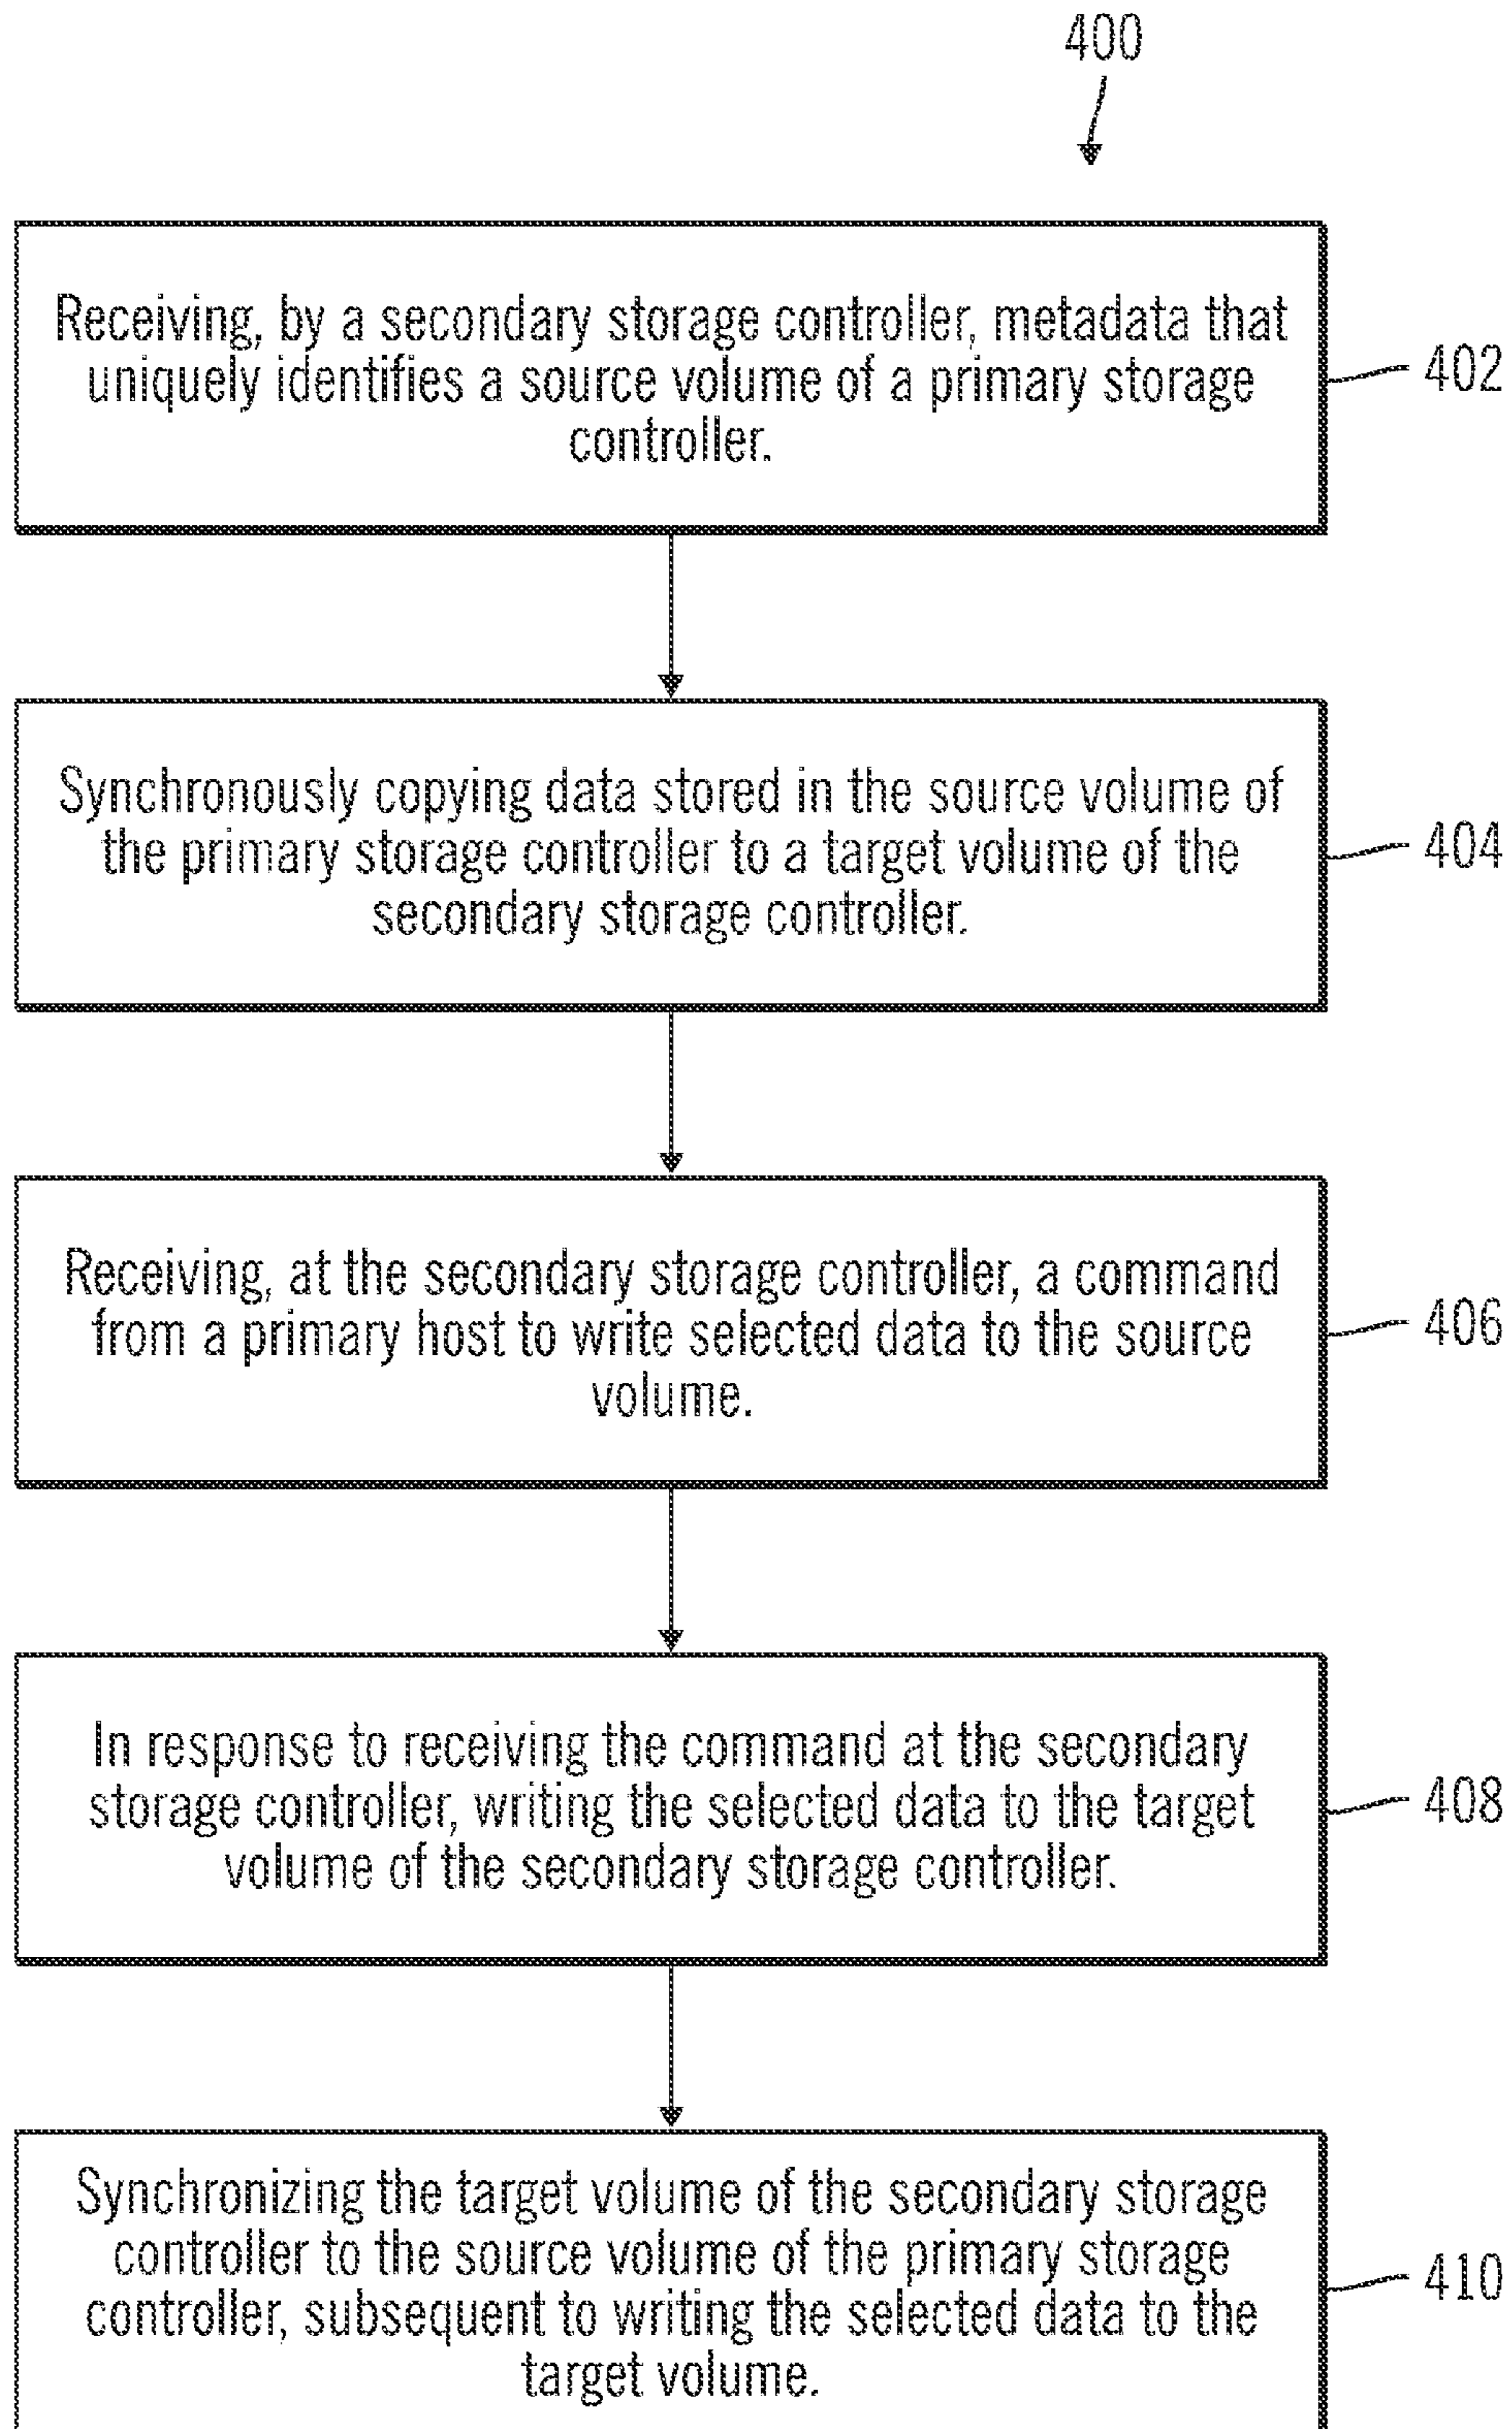 400
Receiving, by a secondary storage controller, metadata that
uniquely identifies a source volume of a primary storage
controller.
402
Synchronously copying data stored in the source volume of
the primary storage controller to a target volume of the
secondary storage controller.
404
Receiving, at the secondary storage controller, a command
from a primary host to write selected data to the source
volume.
406
In response to receiving the command at the secondary
storage controller, writing the selected data to the target
volume of the secondary storage controller.
408
Synchronizing the target volume of the secondary storage
controller to the source volume of the primary storage
controller, subsequent to writing the selected data to the
target volume.
410